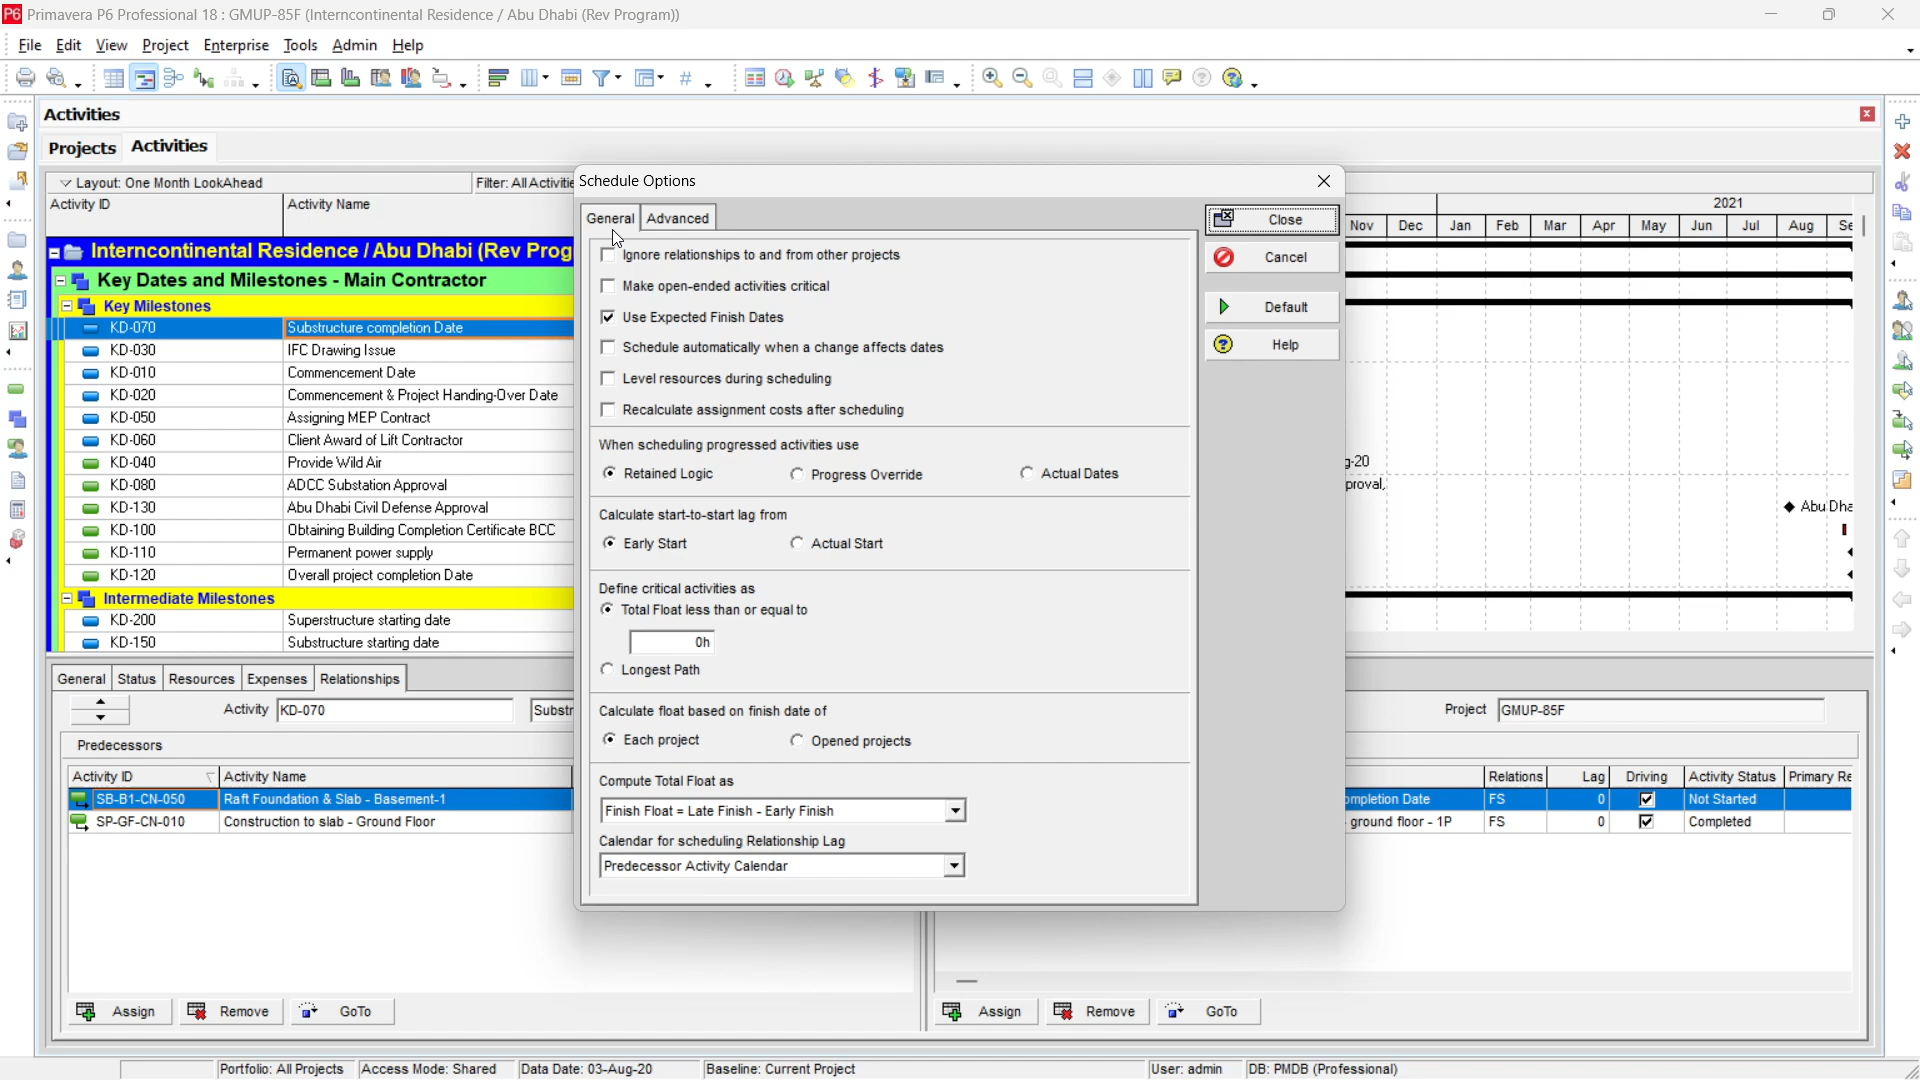 P6 Primavera P6 Professional 18 : GMUP-85F (Interncontinental Residence / Abu Dhabi (Rev Program))
File Edit View Project Enterprise Tools Admin Help
Activities
Projects Activities
Layout: One Month LookAhead
Filter: All Activitie
Activity ID Activity Name
Interncontinental Residence / Abu Dhabi (Rev Prog
Key Dates and Milestones - Main Contractor
Key Milestones
KD-070 Substructure completion Date
KD-030 IFC Drawing Issue
KD-010 Commencement Date
KD-020 Commencement & Project Handing-Over Date
KD-050 Assigning MEP Contract
KD-060 Client Award of Lift Contractor
KD-040 Provide Wild Air
KD-080 ADCC Substation Approval
KD-130 Abu Dhabi Civil Defense Approval
KD-100 Obtaining Building Completion Certificate BCC
KD-110 Permanent power supply
KD-120 Overall project completion Date
Intermediate Milestones
KD-200 Superstructure starting date
KD-150 Substructure starting date
Schedule Options
General Advanced
Ignore relationships to and from other projects
Make open-ended activities critical
Use Expected Finish Dates
Schedule automatically when a change affects dates
Level resources during scheduling
Recalculate assignment costs after scheduling
When scheduling progressed activities use
Retained Logic Progress Override Actual Dates
Calculate start-to-start lag from
Early Start Actual Start
Define critical activities as
Total Float less than or equal to
0h
Longest Path
Calculate float based on finish date of
Each project Opened projects
Compute Total Float as
Finish Float = Late Finish - Early Finish
Calendar for scheduling Relationship Lag
Predecessor Activity Calendar
Close
Cancel
Default
Help
2021
Nov Dec Jan Feb Mar Apr May Jun Jul Aug Se
g-20
proval,
Abu Dha
General Status Resources Expenses Relationships
Activity KD-070 Substr
Project GMUP-85F
Predecessors
Activity ID Activity Name
SB-B1-CN-050 Raft Foundation & Slab - Basement-1
SP-GF-CN-010 Construction to slab - Ground Floor
Relations Lag Driving Activity Status Primary Re
ompletion Date FS 0 Not Started
ground floor - 1P FS 0 Completed
Assign Remove GoTo
Assign Remove GoTo
Portfolio: All Projects Access Mode: Shared Data Date: 03-Aug-20 Baseline: Current Project User: admin DB: PMDB (Professional)